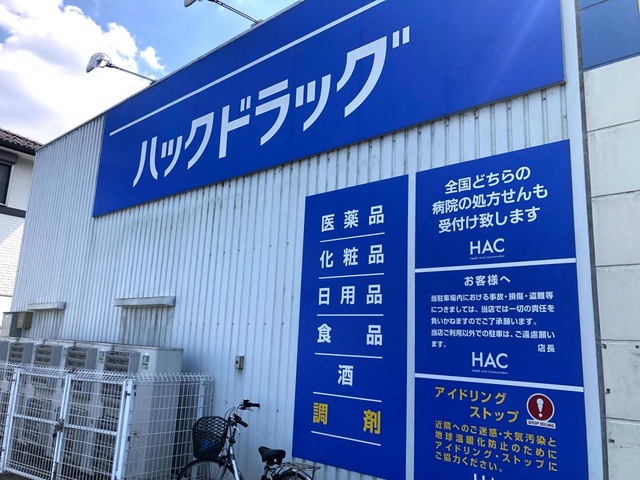 ハックドラッグ
医薬品
化粧品
日用品
食品
酒
調剤
全国どちらの
病院の処方せんも
受付け致します
HAC
Health And Communication
お客様へ
当駐車場内における事故・損傷・盗難等
につきましては、当店では一切の責任を
負いかねますのでご了承願います。
当店ご利用以外での駐車は、ご遠慮願い
ます。
店長
HAC
Health And Communication
アイドリング
ストップ
STOP IDLING
近隣へのご迷惑・大気汚染と
地球温暖化防止のために
アイドリング・ストップに
ご協力ください。
HAC